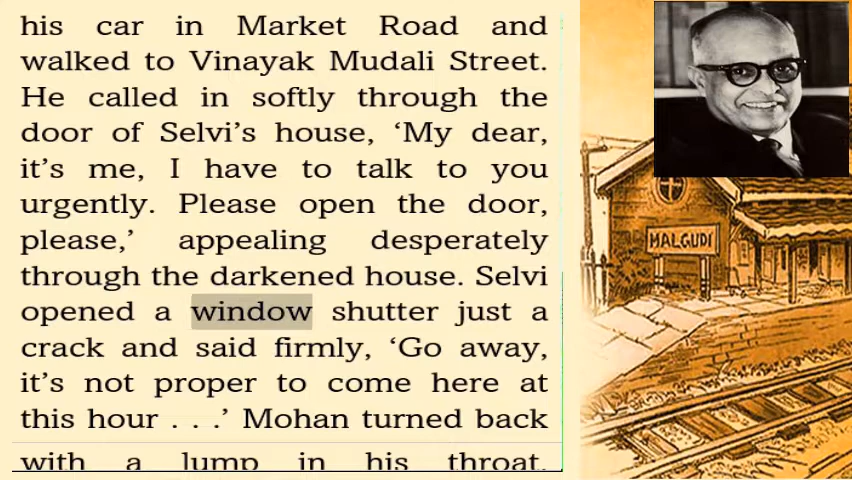 his car in Market Road and
walked to Vinayak Mudali Street.
He called in softly through the
door of Selvi’s house, ‘My dear,
it’s me, I have to talk to you
urgently. Please open the door,
please,’ appealing desperately
through the darkened house. Selvi
opened a window shutter just a
crack and said firmly, ‘Go away,
it’s not proper to come here at
this hour . . .’ Mohan turned back
with a lump in his throat,
MALGUDI